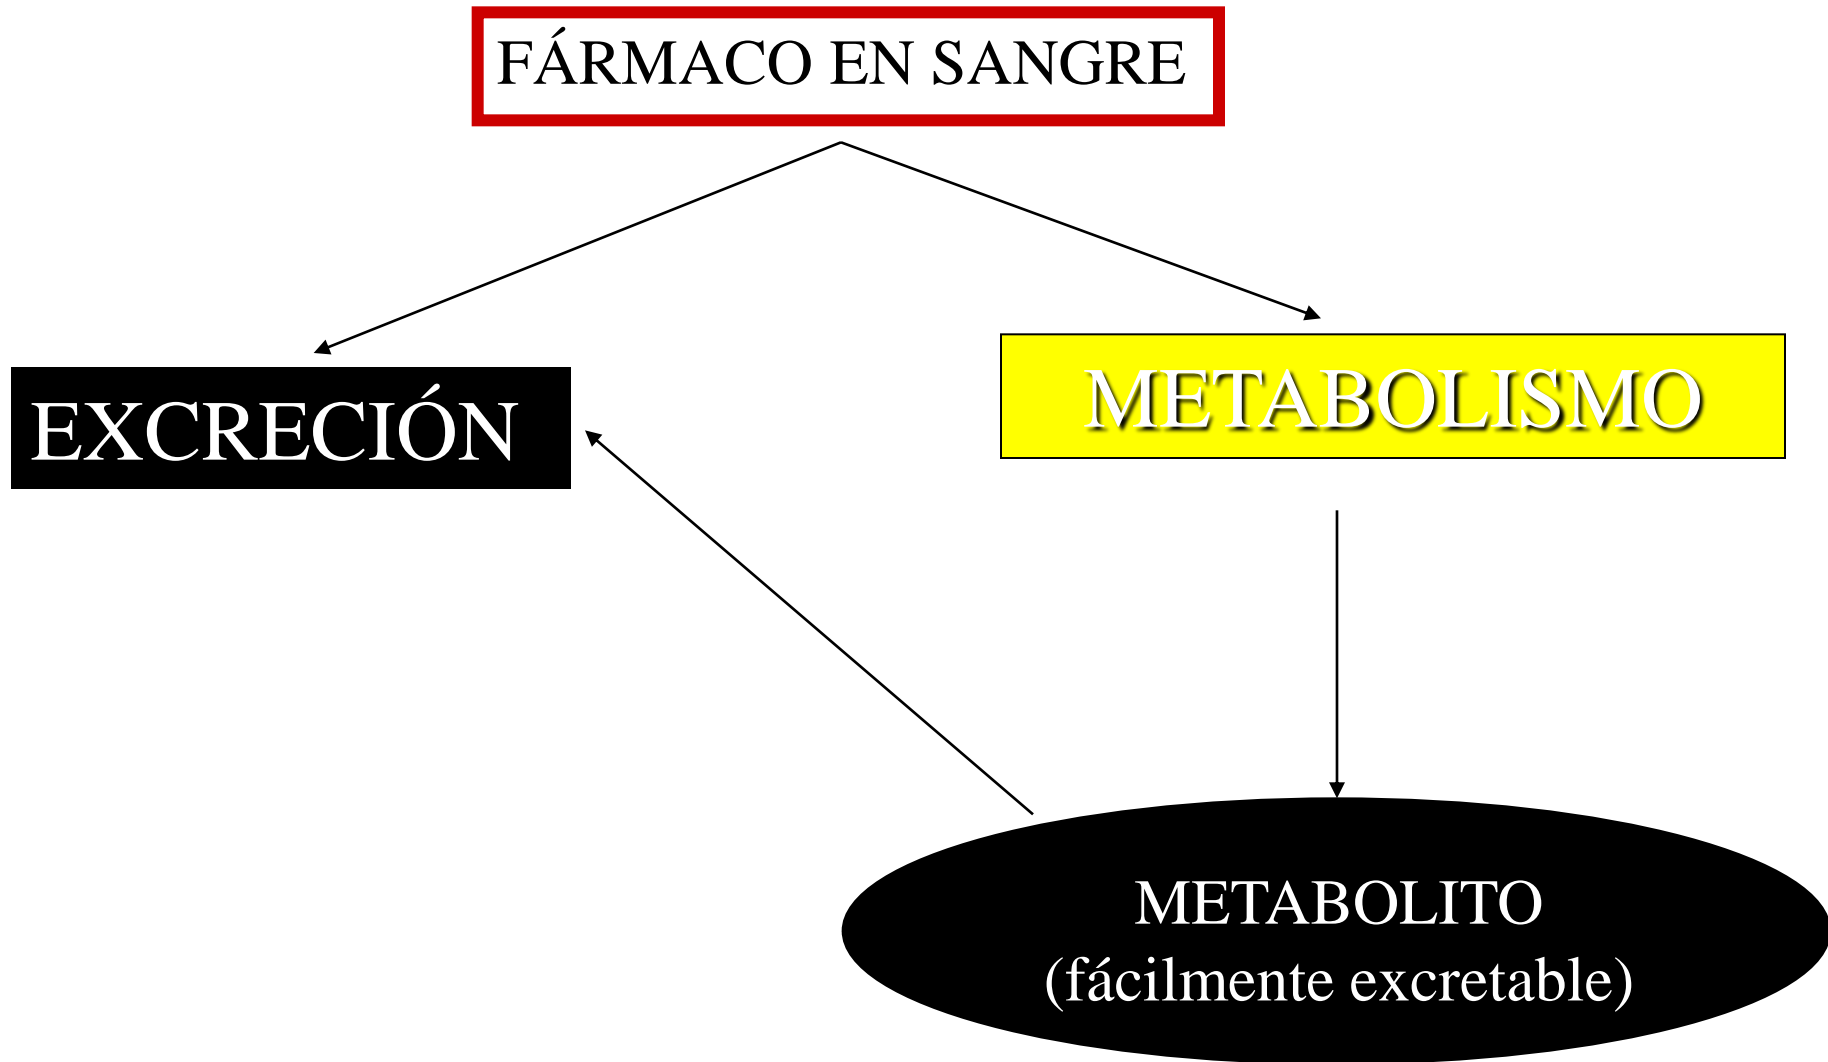 FÁRMACO EN SANGRE
EXCRECIÓN
METABOLISMO
METABOLITO
(fácilmente excretable)